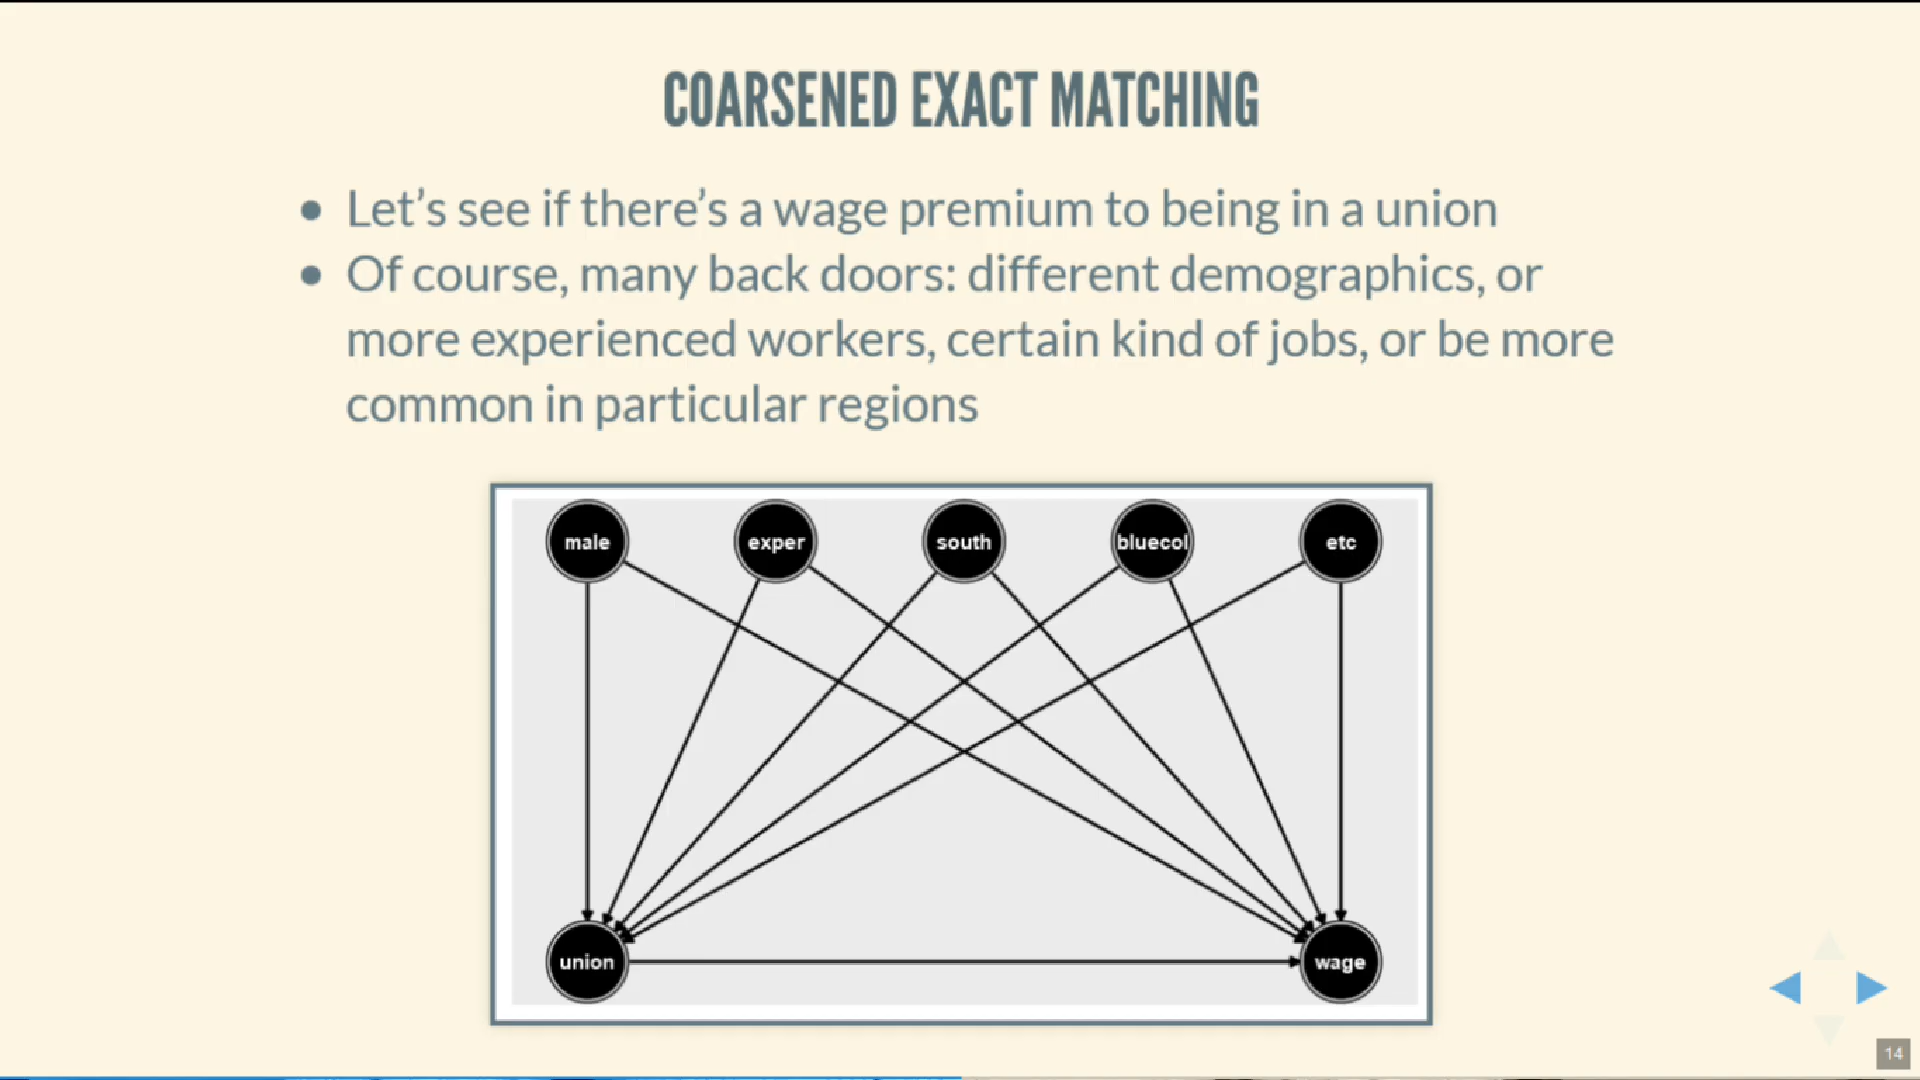 COARSENED EXACT MATCHING
Let's see if there's a wage premium to being in a union
Of course, many back doors: different demographics, or
more experienced workers, certain kind of jobs, or be more
common in particular regions
male exper south bluecol etc
union wage
14